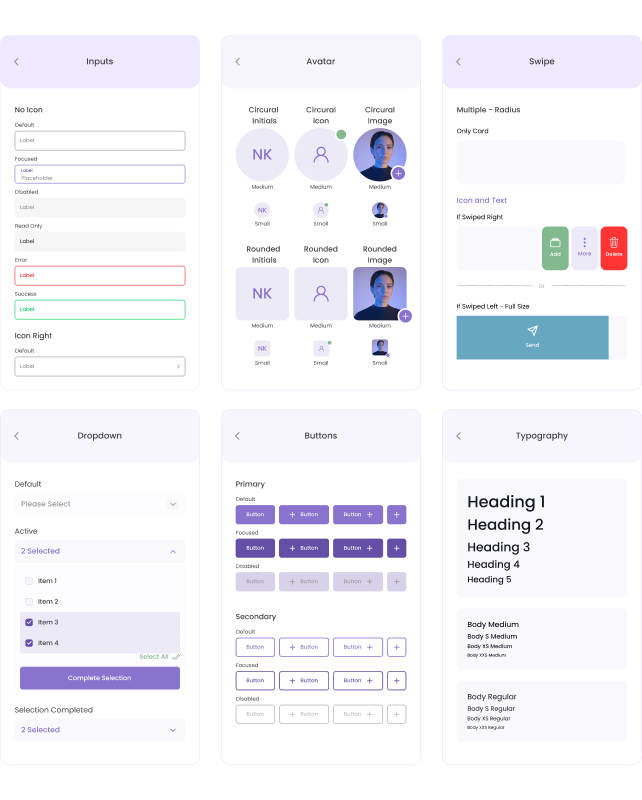 Inputs
No Icon
Default
Label
Focused
Label
Placeholder
Disabled
Label
Read Only
Label
Error
Label
Success
Label
Icon Right
Default
Label
Avatar
Circural
Initials
Circural
Icon
Circural
Image
NK
Medium
Medium
Medium
NK
Small
Small
Small
Rounded
Initials
Rounded
Icon
Rounded
Image
NK
Medium
Medium
Medium
NK
Small
Small
Small
Swipe
Multiple - Radius
Only Card
Icon and Text
If Swiped Right
Add
More
Delete
or
If Swiped Left - Full Size
Send
Dropdown
Default
Please Select
Active
2 Selected
Item 1
Item 2
Item 3
Item 4
Select All
Complete Selection
Selection Completed
2 Selected
Buttons
Primary
Default
Button
Button
Button
Focused
Button
Button
Button
Disabled
Button
Button
Button
Secondary
Default
Button
Button
Button
Focused
Button
Button
Button
Disabled
Button
Button
Button
Typography
Heading 1
Heading 2
Heading 3
Heading 4
Heading 5
Body Medium
Body S Medium
Body XS Medium
Body XXS Medium
Body Regular
Body S Regular
Body XS Regular
Body XXS Regular